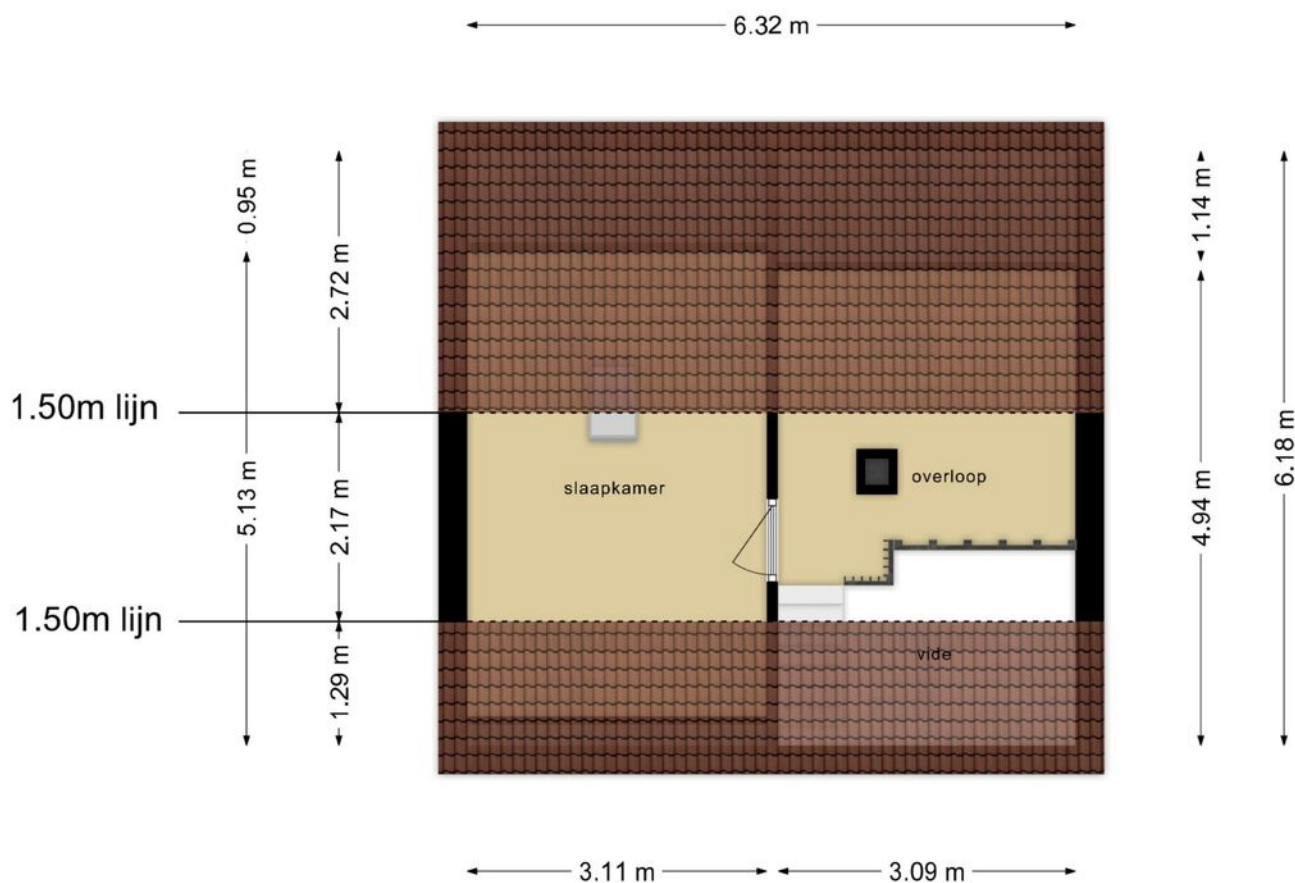 6.32 m
0.95 m
2.72 m
1.14 m
1.50m lijn
5.13 m
2.17 m
slaapkamer
overloop
4.94 m
6.18 m
1.50m lijn
1.29 m
vide
3.11 m
3.09 m